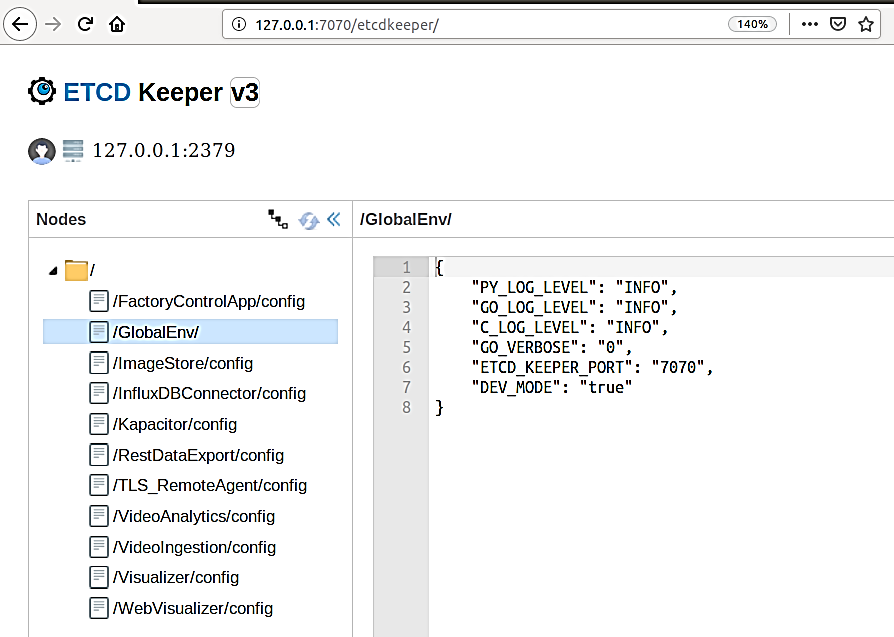 127.0.0.1:7070/etcdkeeper/
140%
ETCD Keeper v3
127.0.0.1:2379
Nodes
/GlobalEnv/
/
/FactoryControlApp/config
/GlobalEnv/
/ImageStore/config
/InfluxDBConnector/config
/Kapacitor/config
/RestDataExport/config
/TLS_RemoteAgent/config
/VideoAnalytics/config
/VideoIngestion/config
/Visualizer/config
/WebVisualizer/config
1 {
2 "PY_LOG_LEVEL": "INFO",
3 "GO_LOG_LEVEL": "INFO",
4 "C_LOG_LEVEL": "INFO",
5 "GO_VERBOSE": "0",
6 "ETCD_KEEPER_PORT": "7070",
7 "DEV_MODE": "true"
8 }